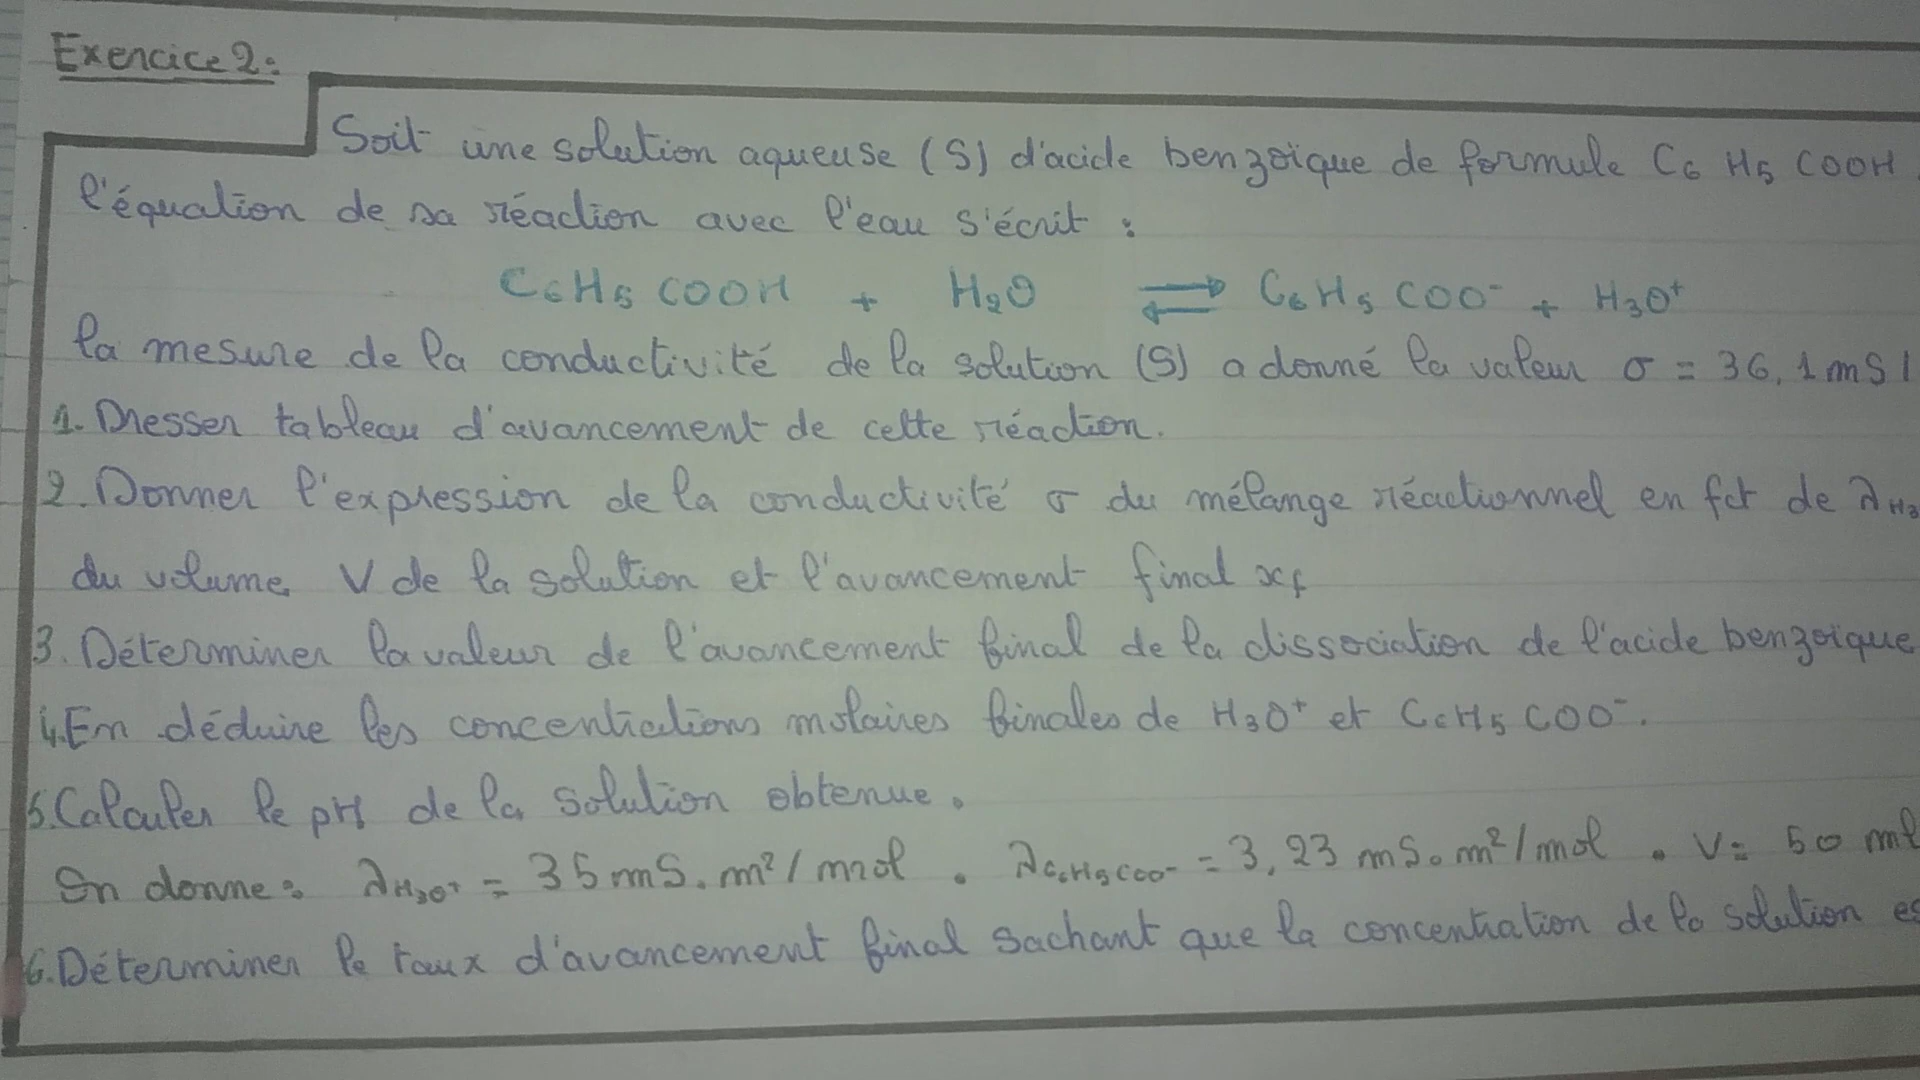 Exercice 2:
Soit une solution aqueuse (S) d'acide benzoïque de formule C6 H5 COOH.
l'équation de sa réaction avec l'eau s'écrit :
C6H5 COOH + H2O ⇌ C6H5 COO- + H3O+
la mesure de la conductivité de la solution (S) a donné la valeur σ = 36,1 mS/
1. Dresser tableau d'avancement de cette réaction.
2. Donner l'expression de la conductivité σ du mélange réactionnel en fct de λH3
du volume V de la solution et l'avancement final xf
3. Déterminer la valeur de l'avancement final de la dissociation de l'acide benzoïque
4. En déduire les concentrations molaires finales de H3O+ et C6H5 COO-.
5. Calculer le pH de la solution obtenue.
On donne: λH3O+ = 35 mS.m²/mol . λC6H5COO- = 3,23 mS.m²/mol . V= 50 ml
6. Déterminer le taux d'avancement final sachant que la concentration de la solution es